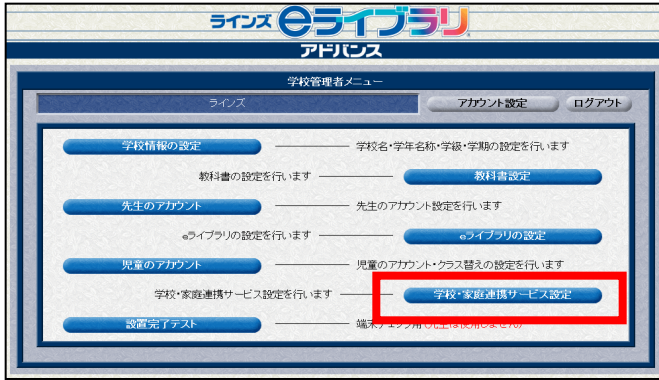 ラインズ eライブラリ
アドバンス
学校管理者メニュー
ラインズ アカウント設定 ログアウト
学校情報の設定 学校名・学年名称・学級・学期の設定を行います
教科書の設定を行います 教科書設定
先生のアカウント 先生のアカウント設定を行います
eライブラリの設定を行います eライブラリの設定
児童のアカウント 児童のアカウント・クラス替えの設定を行います
学校・家庭連携サービス設定を行います 学校・家庭連携サービス設定
設置完了テスト 端末チェック用(先生は使用しません)